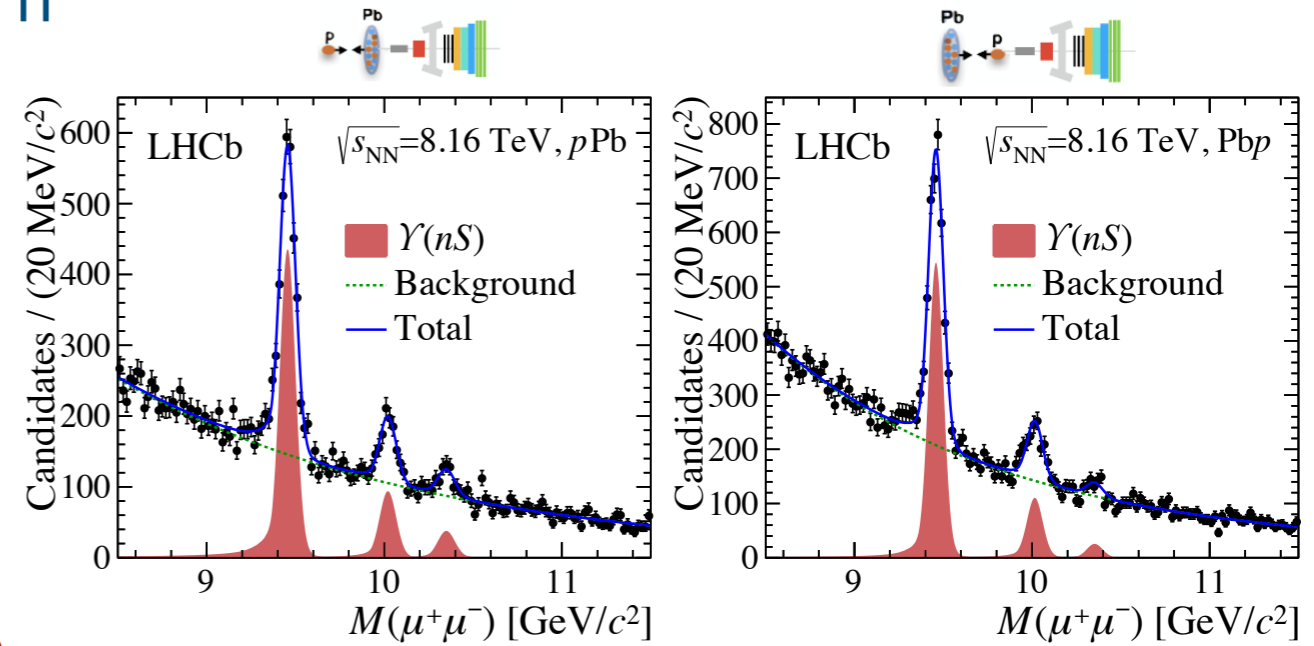 p Pb
Pb p
LHCb √sNN=8.16 TeV, pPb
ϒ(nS)
Background
Total
Candidates / (20 MeV/c²)
600
500
400
300
200
100
0
9 10 11
M(μ⁺μ⁻) [GeV/c²]
LHCb √sNN=8.16 TeV, Pbp
ϒ(nS)
Background
Total
Candidates / (20 MeV/c²)
800
700
600
500
400
300
200
100
0
9 10 11
M(μ⁺μ⁻) [GeV/c²]